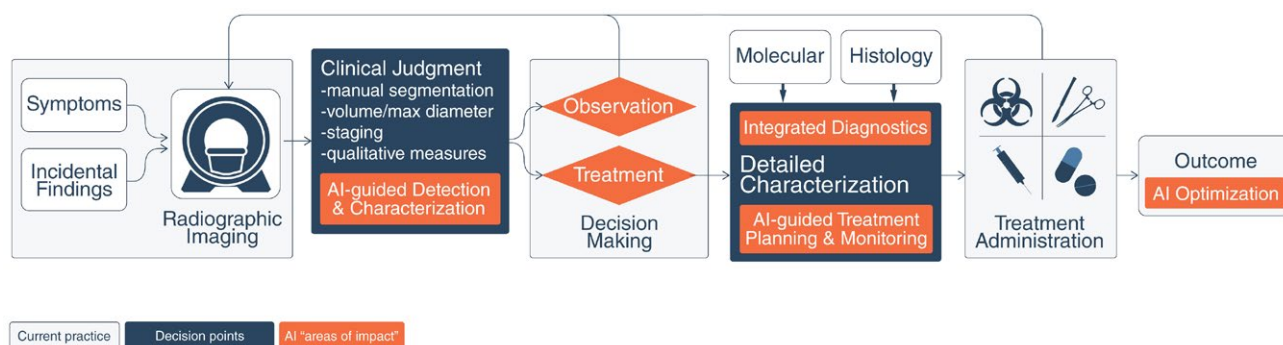 Symptoms
Incidental
Findings
Radiographic
Imaging
Clinical Judgment
-manual segmentation
-volume/max diameter
-staging
-qualitative measures
AI-guided Detection
& Characterization
Observation
Treatment
Decision
Making
Molecular
Histology
Integrated Diagnostics
Detailed
Characterization
AI-guided Treatment
Planning & Monitoring
Treatment
Administration
Outcome
AI Optimization
Current practice
Decision points
AI "areas of impact"